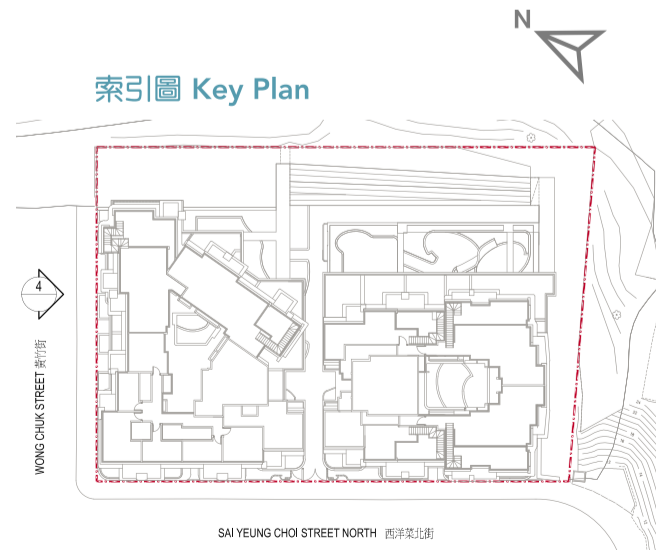 N
索引圖 Key Plan
4
WONG CHUK STREET 黃竹街
SAI YEUNG CHOI STREET NORTH 西洋菜北街